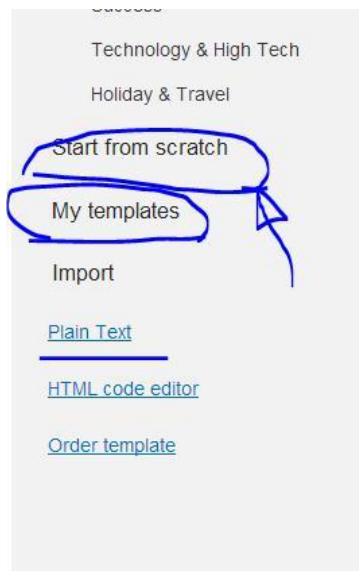 Technology & High Tech
Holiday & Travel
Start from scratch
My templates
Import
Plain Text
HTML code editor
Order template